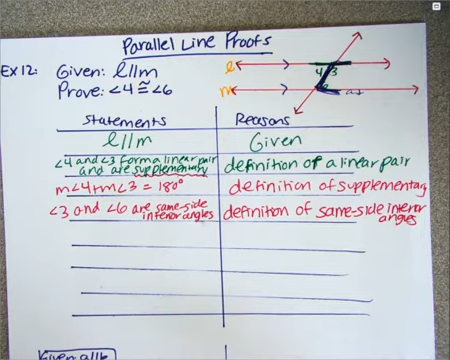 Parallel Line Proofs
Ex 12: Given: l || m
Prove: ∠4 ≅ ∠6
l
m
4 3
Statements Reasons
l || m Given
∠4 and ∠3 form a linear pair
and are supplementary definition of a linear pair
m∠4 + m∠3 = 180° definition of supplementary
∠3 and ∠6 are same-side
interior angles definition of same-side interior
angles
Given: a||b